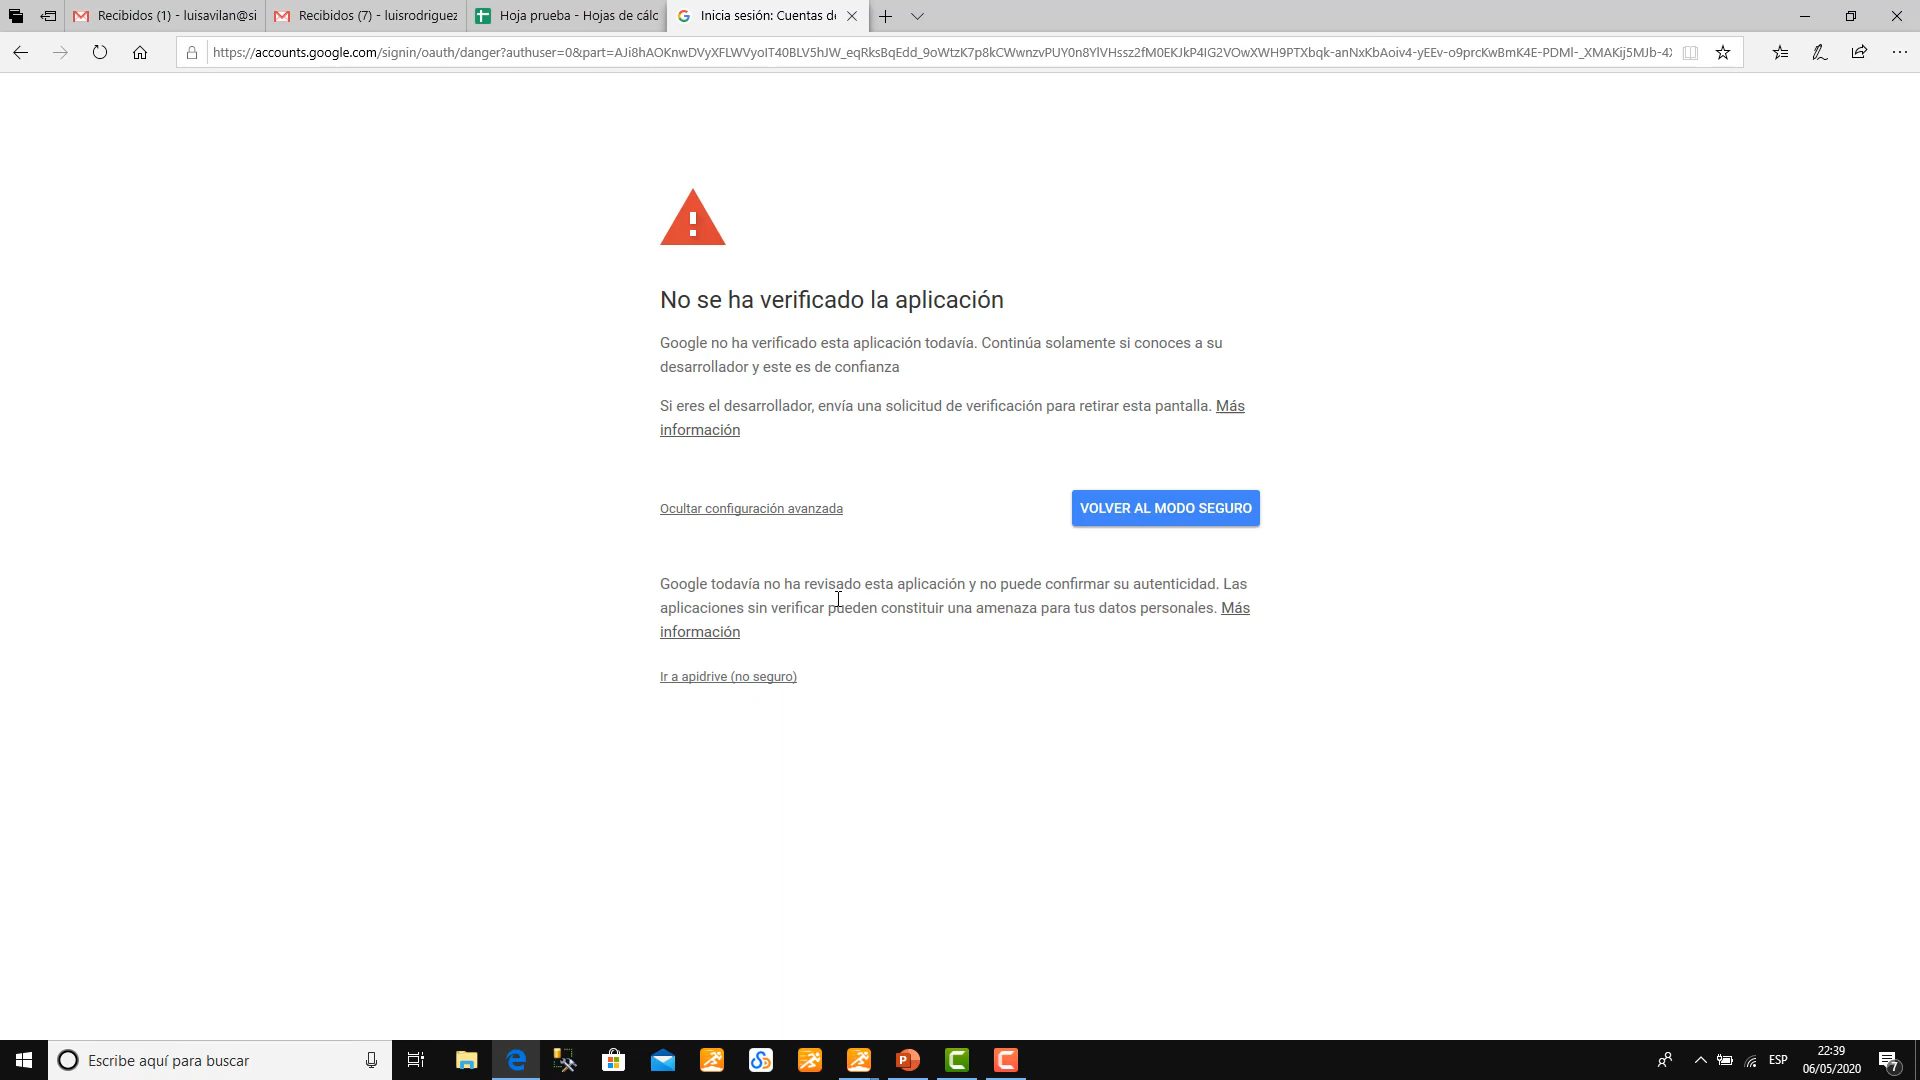 Recibidos (1) - luisavilan@si
Recibidos (7) - luisrodriguez
Hoja prueba - Hojas de cálc
Inicia sesión: Cuentas de
https://accounts.google.com/signin/oauth/danger?authuser=0&part=AJi8hAOKnwDVyXFLWVyoIT40BLV5hJW_eqRksBqEdd_9oWtzK7p8kCWwnzvPUY0n8YlVHssz2fM0EKJkP4IG2VOwXWH9PTXbqk-anNxKbAoiv4-yEEv-o9prcKwBmK4E-PDMI-_XMAKij5MJb-4X
No se ha verificado la aplicación
Google no ha verificado esta aplicación todavía. Continúa solamente si conoces a su
desarrollador y este es de confianza
Si eres el desarrollador, envía una solicitud de verificación para retirar esta pantalla. Más
información
Ocultar configuración avanzada
VOLVER AL MODO SEGURO
Google todavía no ha revisado esta aplicación y no puede confirmar su autenticidad. Las
aplicaciones sin verificar pueden constituir una amenaza para tus datos personales. Más
información
Ir a apidrive (no seguro)
Escribe aquí para buscar
ESP
22:39
06/05/2020
7